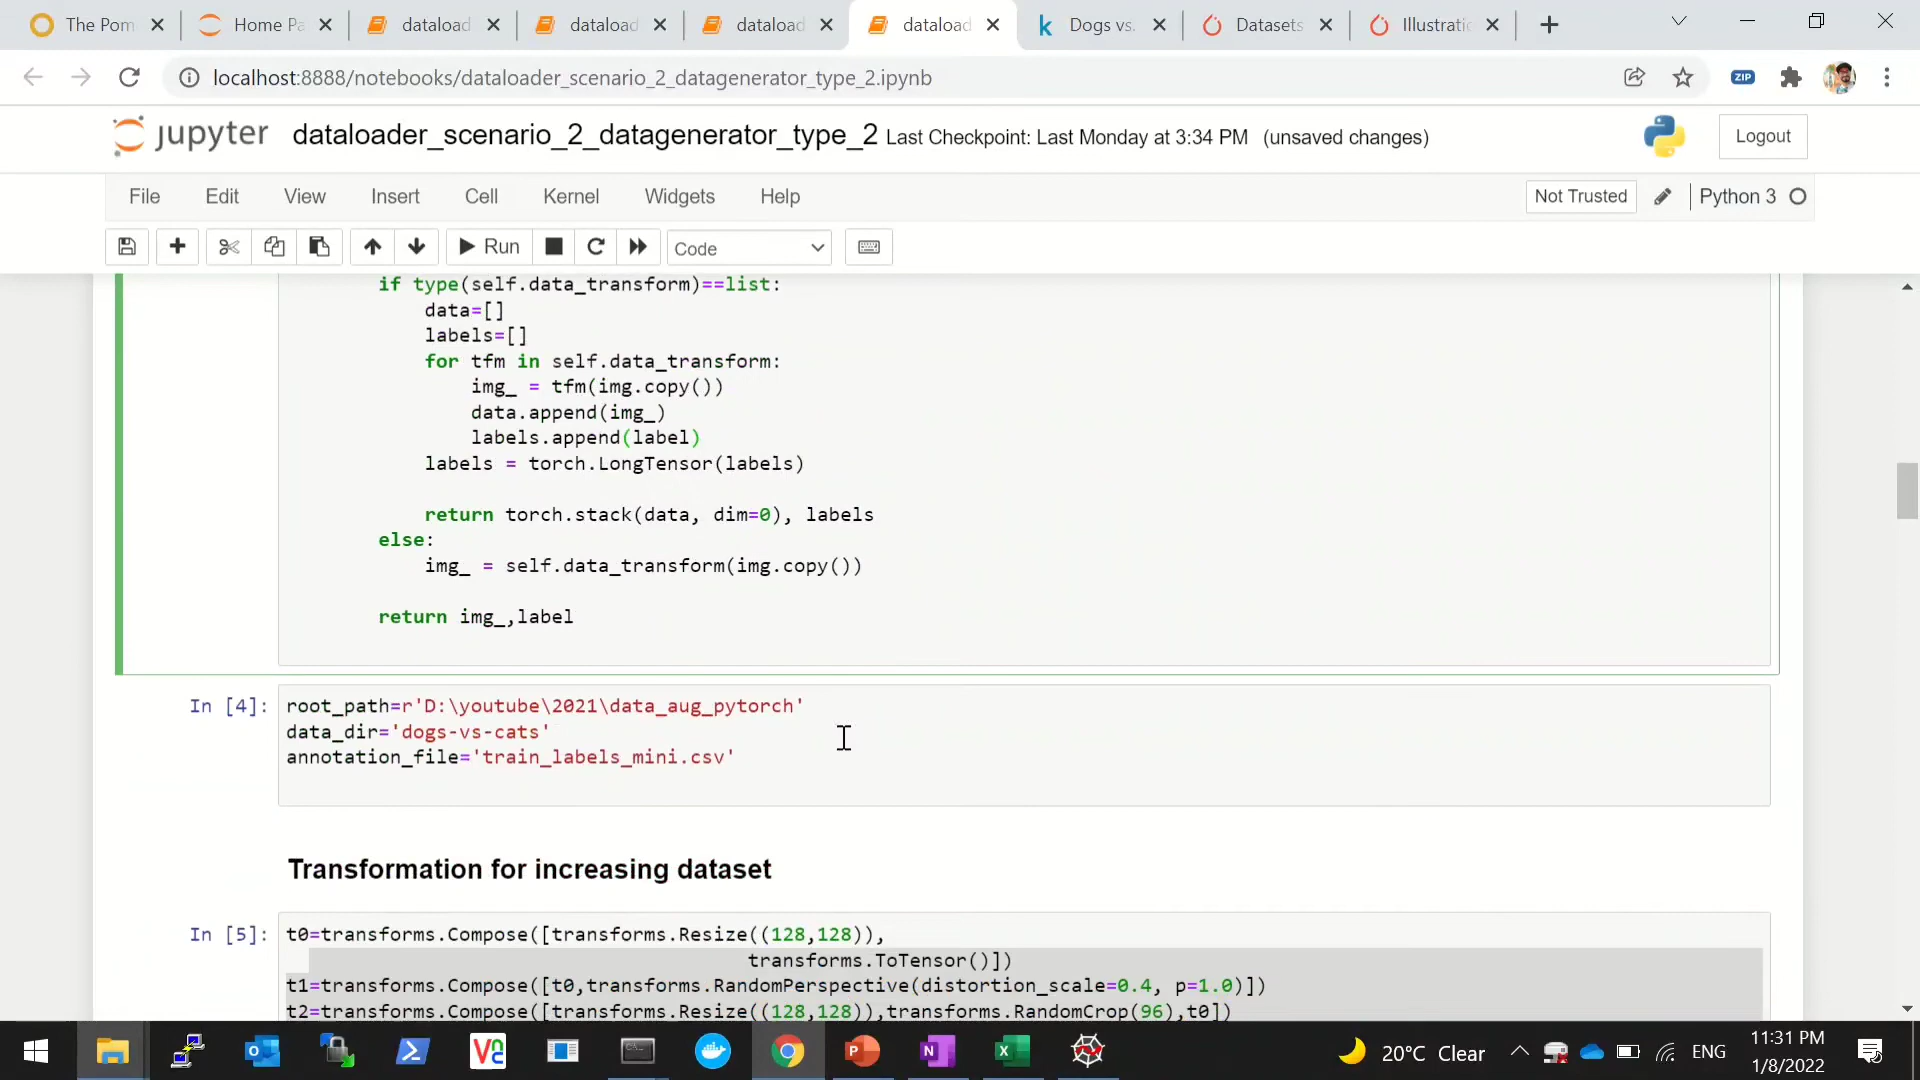 The Pom
Home Pa
dataload
dataload
dataload
dataload
Dogs vs.
Datasets
Illustratio
localhost:8888/notebooks/dataloader_scenario_2_datagenerator_type_2.ipynb
ZIP
jupyter dataloader_scenario_2_datagenerator_type_2 Last Checkpoint: Last Monday at 3:34 PM (unsaved changes)
Logout
File Edit View Insert Cell Kernel Widgets Help
Not Trusted
Python 3
Run
Code
if type(self.data_transform)==list:
data=[]
labels=[]
for tfm in self.data_transform:
img_ = tfm(img.copy())
data.append(img_)
labels.append(label)
labels = torch.LongTensor(labels)
return torch.stack(data, dim=0), labels
else:
img_ = self.data_transform(img.copy())
return img_,label
In [4]:
root_path=r'D:\youtube\2021\data_aug_pytorch'
data_dir='dogs-vs-cats'
annotation_file='train_labels_mini.csv'
Transformation for increasing dataset
In [5]:
t0=transforms.Compose([transforms.Resize((128,128)),
transforms.ToTensor()])
t1=transforms.Compose([t0,transforms.RandomPerspective(distortion_scale=0.4, p=1.0)])
t2=transforms.Compose([transforms.Resize((128,128)),transforms.RandomCrop(96),t0])
20°C Clear
ENG
11:31 PM
1/8/2022